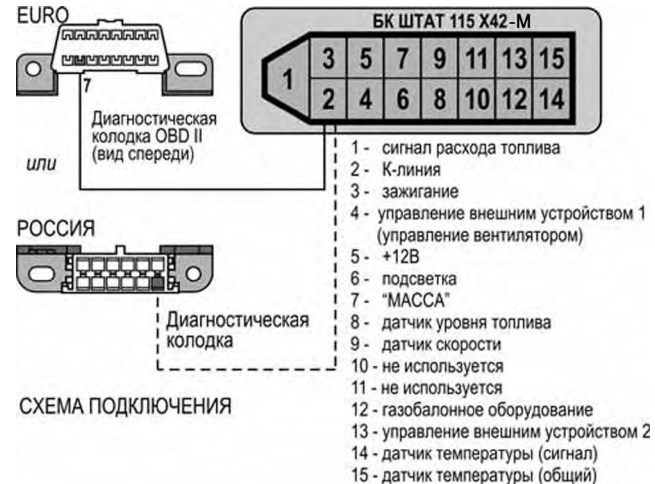 EURO
БК ШТАТ 115 X42-М
3 5 7 9 11 13 15
1
2 4 6 8 10 12 14
7
Диагностическая
колодка OBD II
(вид спереди)
или
РОССИЯ
Диагностическая
колодка
СХЕМА ПОДКЛЮЧЕНИЯ
1 - сигнал расхода топлива
2 - К-линия
3 - зажигание
4 - управление внешним устройством 1
(управление вентилятором)
5 - +12В
6 - подсветка
7 - “МАССА”
8 - датчик уровня топлива
9 - датчик скорости
10 - не используется
11 - не используется
12 - газобалонное оборудование
13 - управление внешним устройством 2
14 - датчик температуры (сигнал)
15 - датчик температуры (общий)